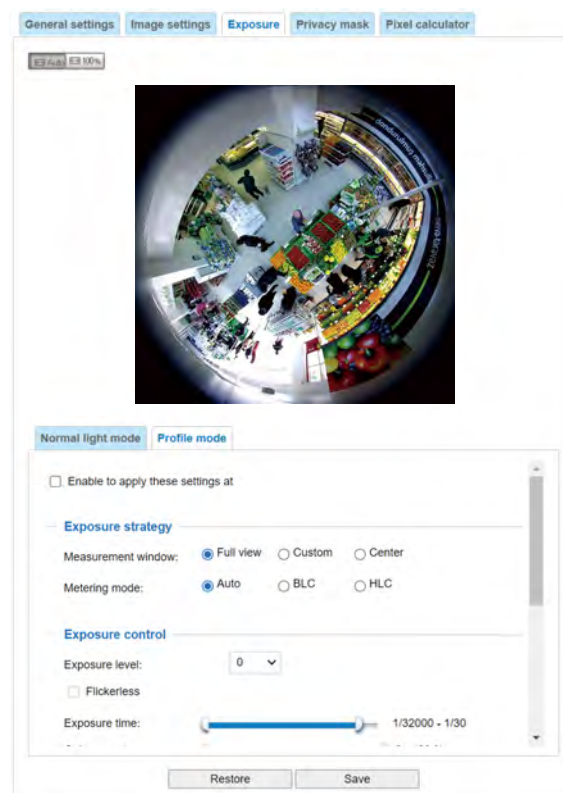 General settings Image settings Exposure Privacy mask Pixel calculator
Auto 100%
Normal light mode Profile mode
Enable to apply these settings at
Exposure strategy
Measurement window: Full view Custom Center
Metering mode: Auto BLC HLC
Exposure control
Exposure level: 0
Flickerless
Exposure time: 1/32000 - 1/30
Restore Save